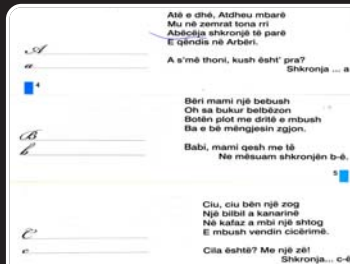 Atë e dhé, Atdheu mbarë
Mu në zemrat tona rri
Abëcëja shkronjë të parë
E qëndis në Arbëri.
A
a
A s'më thoni, kush ësht' pra?
Shkronja ... a
4
Bëri mami një bebush
Oh sa bukur belbëzon
Botën plot me dritë e mbush
Ba e bë mëngjesin zgjon.
B
b
Babi, mami qesh me të
Ne mësuam shkronjën b-ë.
5
Ciu, ciu bën një zog
Një bilbil a kanarinë
Në kafaz a mbi një shtog
E mbush vendin cicërimë.
C
c
Cila është? Me një zë!
Shkronja... c-ë